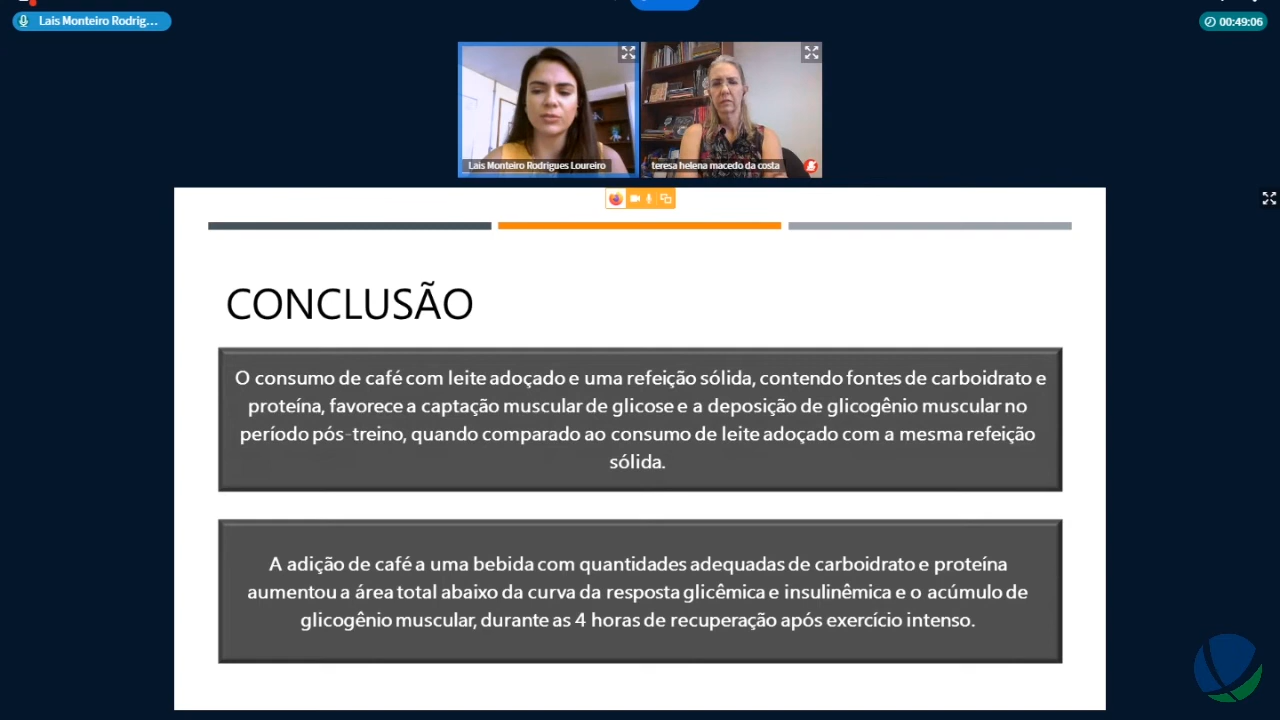 Lais Monteiro Rodrig...
00:49:06
Lais Monteiro Rodrigues Loureiro
teresa helena macedo da costa
CONCLUSÃO
O consumo de café com leite adoçado e uma refeição sólida, contendo fontes de carboidrato e
proteína, favorece a captação muscular de glicose e a deposição de glicogênio muscular no
período pós-treino, quando comparado ao consumo de leite adoçado com a mesma refeição
sólida.
A adição de café a uma bebida com quantidades adequadas de carboidrato e proteína
aumentou a área total abaixo da curva da resposta glicêmica e insulinêmica e o acúmulo de
glicogênio muscular, durante as 4 horas de recuperação após exercício intenso.